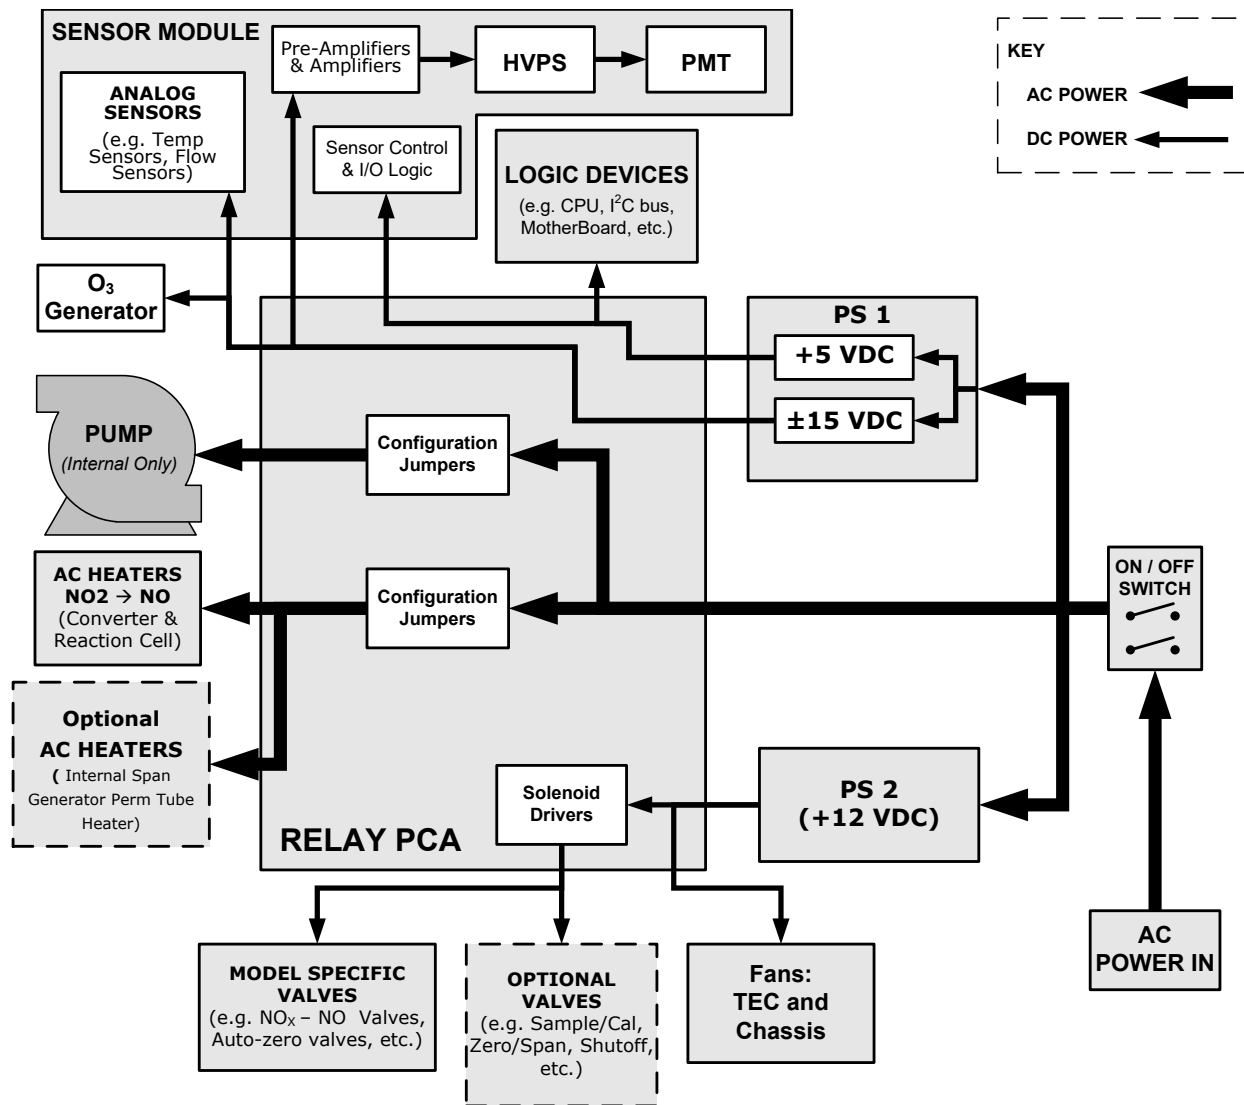 SENSOR MODULE
Pre-Amplifiers
& Amplifiers
HVPS
PMT
KEY
AC POWER
DC POWER
ANALOG
SENSORS
(e.g. Temp
Sensors, Flow
Sensors)
Sensor Control
& I/O Logic
LOGIC DEVICES
(e.g. CPU, I²C bus,
MotherBoard, etc.)
O₃
Generator
PS 1
+5 VDC
±15 VDC
PUMP
(Internal Only)
Configuration
Jumpers
AC HEATERS
NO2 → NO
(Converter &
Reaction Cell)
Configuration
Jumpers
ON / OFF
SWITCH
Optional
AC HEATERS
( Internal Span
Generator Perm Tube
Heater)
Solenoid
Drivers
PS 2
(+12 VDC)
RELAY PCA
AC
POWER IN
MODEL SPECIFIC
VALVES
(e.g. NOₓ – NO Valves,
Auto-zero valves, etc.)
OPTIONAL
VALVES
(e.g. Sample/Cal,
Zero/Span, Shutoff,
etc.)
Fans:
TEC and
Chassis